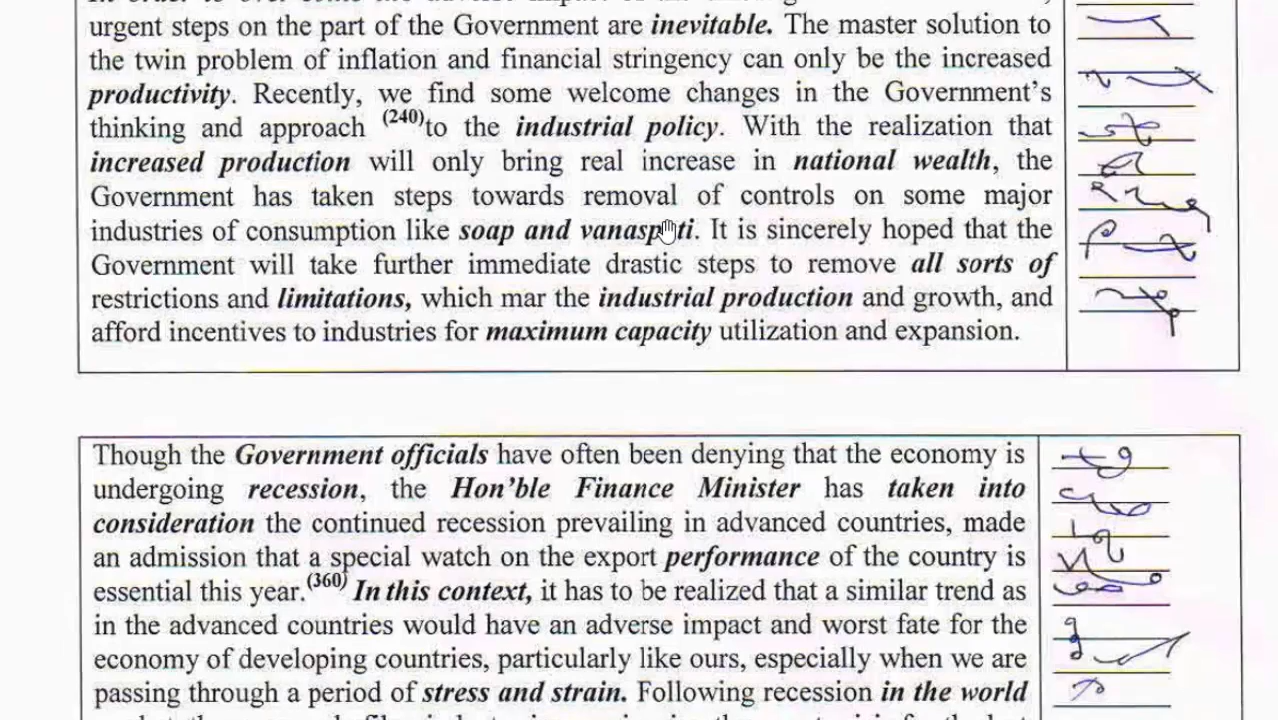 urgent steps on the part of the Government are inevitable. The master solution to
the twin problem of inflation and financial stringency can only be the increased
productivity. Recently, we find some welcome changes in the Government's
thinking and approach (240)to the industrial policy. With the realization that
increased production will only bring real increase in national wealth, the
Government has taken steps towards removal of controls on some major
industries of consumption like soap and vanaspati. It is sincerely hoped that the
Government will take further immediate drastic steps to remove all sorts of
restrictions and limitations, which mar the industrial production and growth, and
afford incentives to industries for maximum capacity utilization and expansion.
Though the Government officials have often been denying that the economy is
undergoing recession, the Hon'ble Finance Minister has taken into
consideration the continued recession prevailing in advanced countries, made
an admission that a special watch on the export performance of the country is
essential this year.(360) In this context, it has to be realized that a similar trend as
in the advanced countries would have an adverse impact and worst fate for the
economy of developing countries, particularly like ours, especially when we are
passing through a period of stress and strain. Following recession in the world